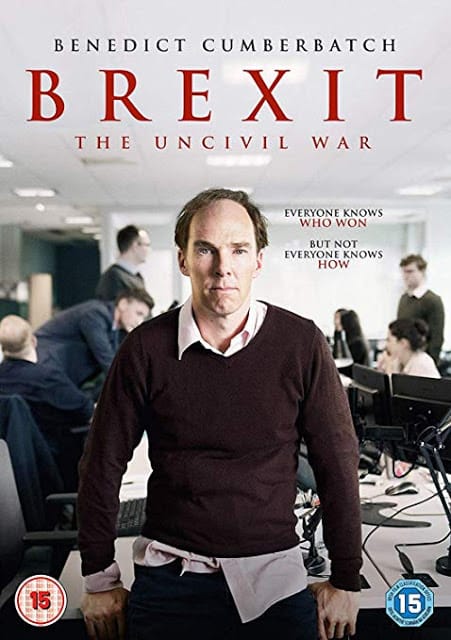 BENEDICT CUMBERBATCH
BREXIT
THE UNCIVIL WAR
EVERYONE KNOWS
WHO WON
BUT NOT
EVERYONE KNOWS
HOW
15
15